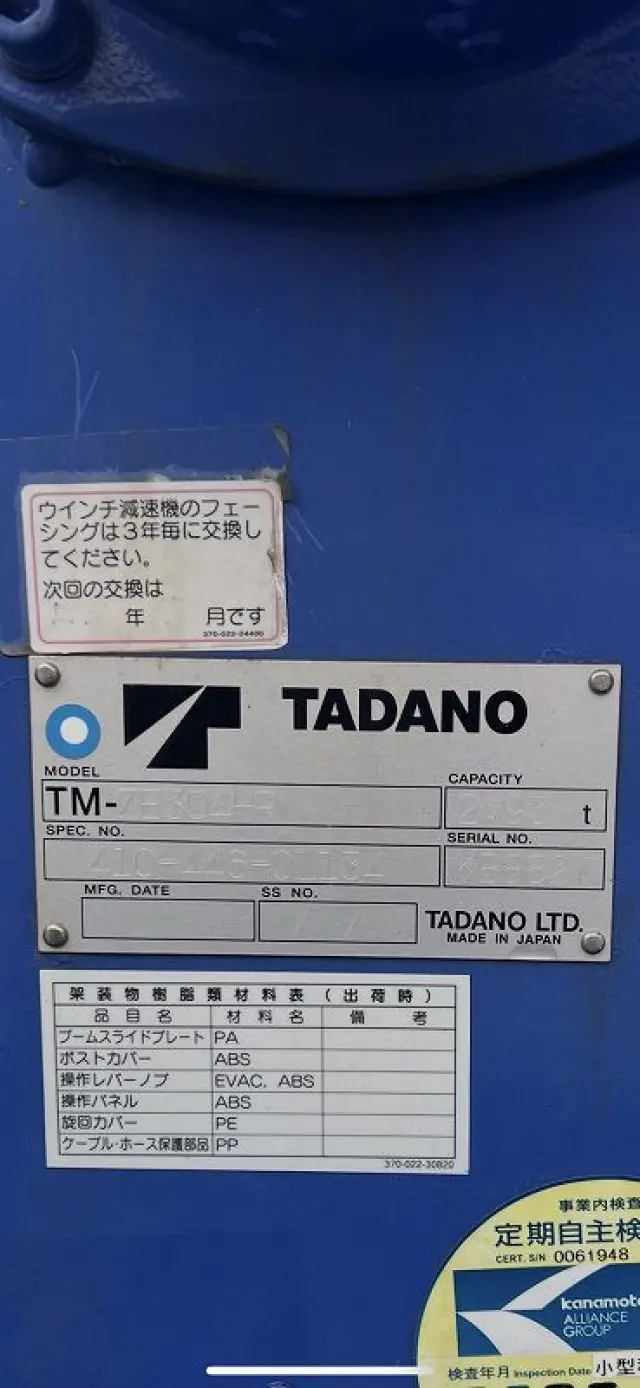 ウインチ減速機のフェー
シングは3年毎に交換し
てください。
次回の交換は
年 月です
370-022-24400
TADANO
MODEL
TM-
CAPACITY
t
SPEC. NO.
SERIAL NO.
MFG. DATE
SS NO.
TADANO LTD.
MADE IN JAPAN
架装物樹脂類材料表(出荷時)
品目名 材料名 備考
ブームスライドプレート PA
ポストカバー ABS
操作レバーノブ EVAC, ABS
操作パネル ABS
旋回カバー PE
ケーブル・ホース保護部品 PP
370-022-30820
事業内検査
定期自主検
CERT. S/N 0061948
kanamoto
ALLIANCE
GROUP
検査年月 Inspection Date 小型